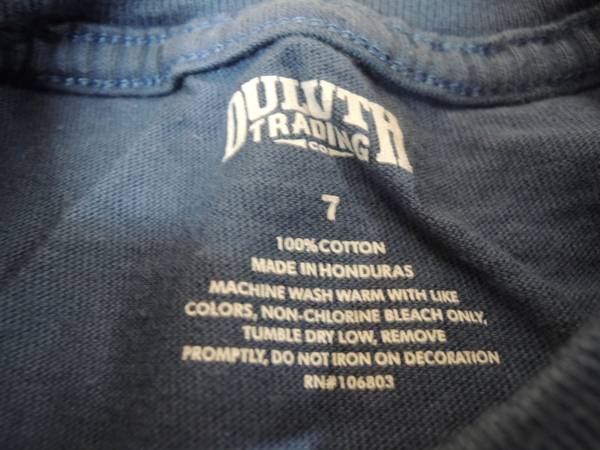 DULUTH
TRADING
CO
7
100% COTTON
MADE IN HONDURAS
MACHINE WASH WARM WITH LIKE
COLORS, NON-CHLORINE BLEACH ONLY,
TUMBLE DRY LOW, REMOVE
PROMPTLY, DO NOT IRON ON DECORATION
RN#106803